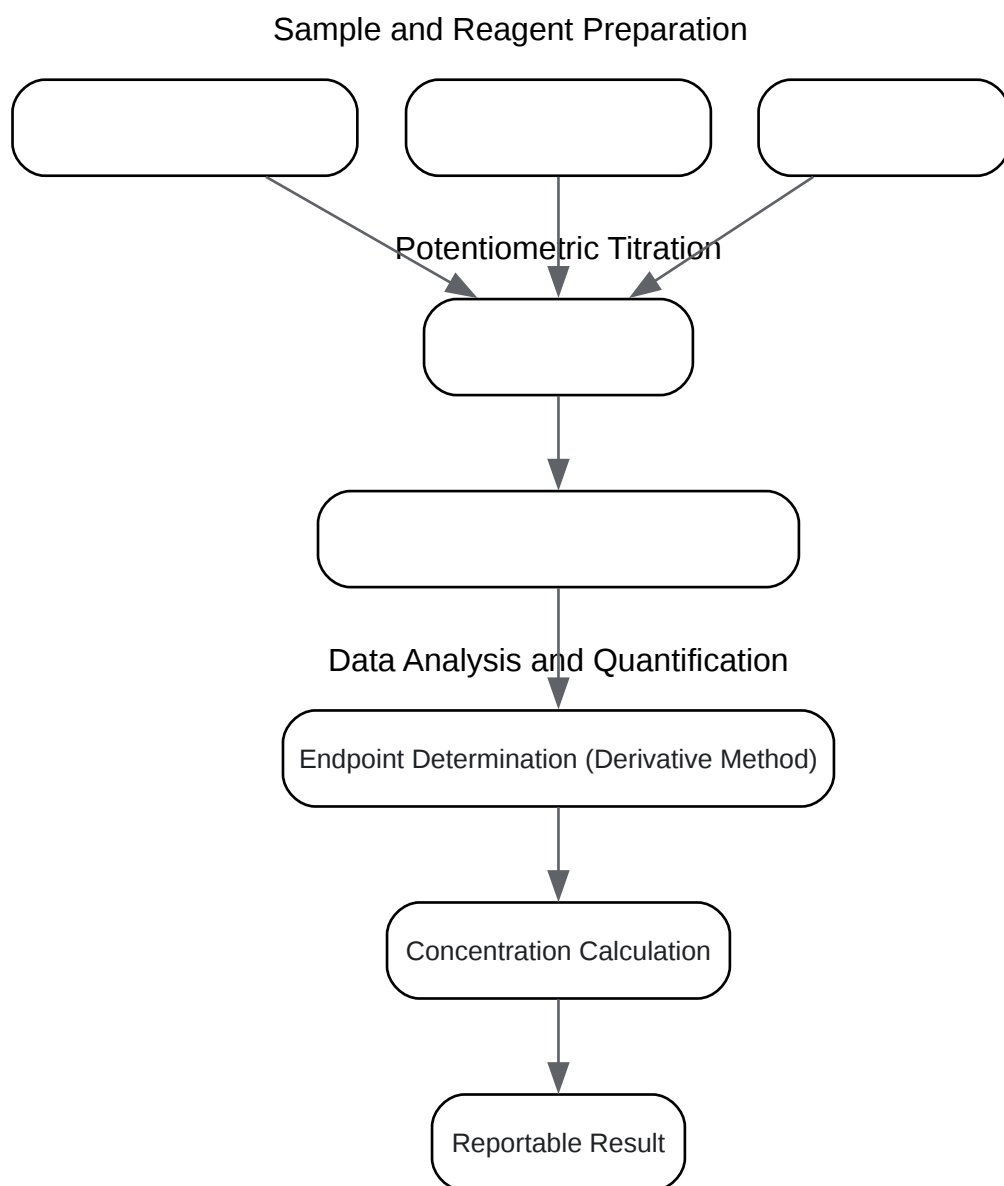 Sample and Reagent Preparation
Potentiometric Titration
Data Analysis and Quantification
Endpoint Determination (Derivative Method)
Concentration Calculation
Reportable Result